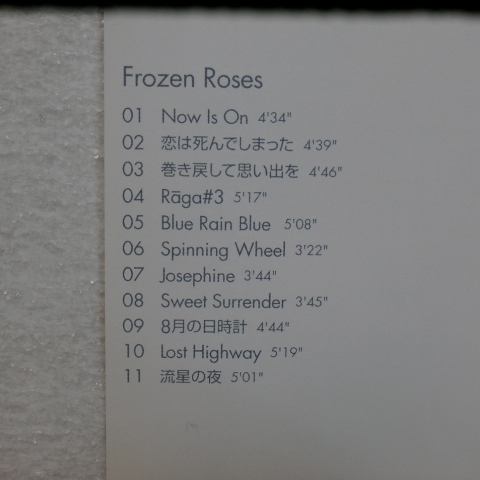 Frozen Roses
01 Now Is On 4'34"
02 恋は死んでしまった 4'39"
03 巻き戻して思い出を 4'46"
04 Rāga#3 5'17"
05 Blue Rain Blue 5'08"
06 Spinning Wheel 3'22"
07 Josephine 3'44"
08 Sweet Surrender 3'45"
09 8月の日時計 4'44"
10 Lost Highway 5'19"
11 流星の夜 5'01"